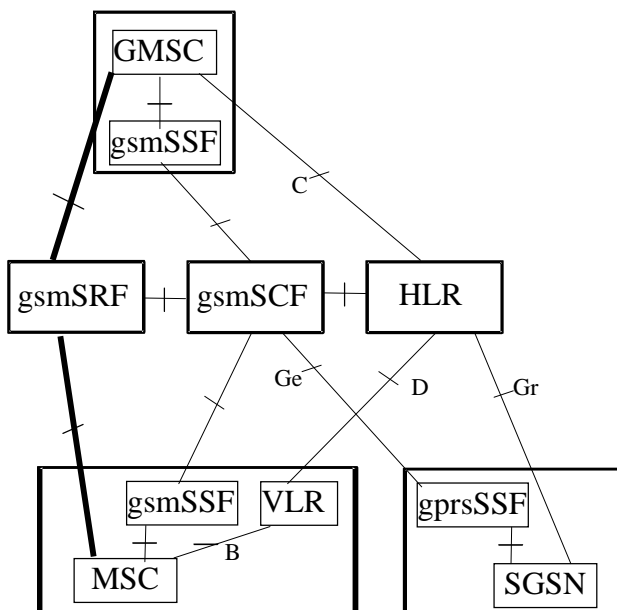 GMSC
gsmSSF
C
gsmSRF
gsmSCF
HLR
Ge
D
Gr
gsmSSF
VLR
gprsSSF
B
MSC
SGSN